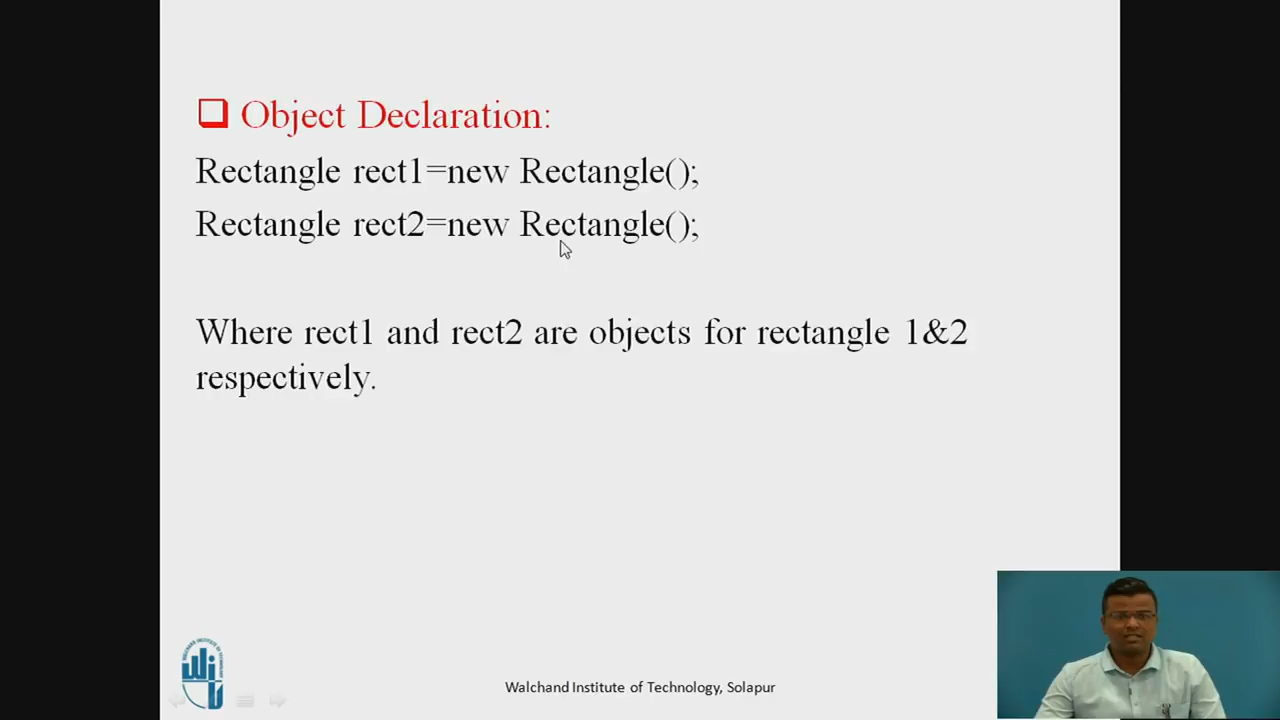 Object Declaration:
Rectangle rect1=new Rectangle();
Rectangle rect2=new Rectangle();
Where rect1 and rect2 are objects for rectangle 1&2
respectively.
Walchand Institute of Technology, Solapur